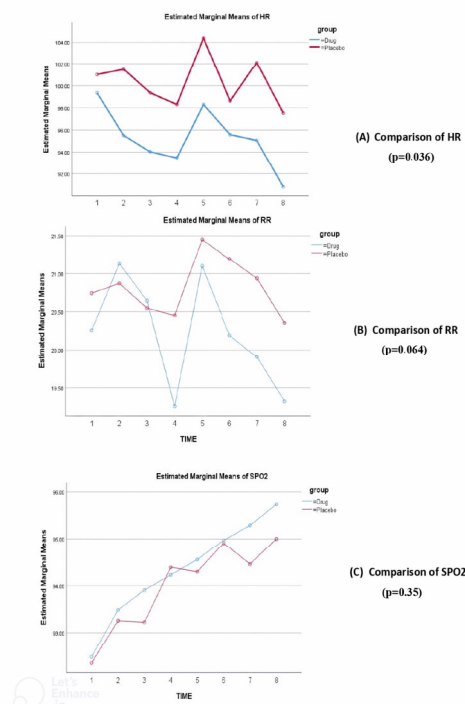 Estimated Marginal Means of HR
group
Drug
Placebo
Estimated Marginal Means
104.00
102.00
100.00
98.00
96.00
94.00
92.00
1 2 3 4 5 6 7 8
(A) Comparison of HR
(p=0.036)
Estimated Marginal Means of RR
group
Drug
Placebo
Estimated Marginal Means
21.50
21.00
20.50
20.00
19.50
1 2 3 4 5 6 7 8
TIME
(B) Comparison of RR
(p=0.064)
Estimated Marginal Means of SPO2
group
Drug
Placebo
Estimated Marginal Means
96.00
95.00
94.00
93.00
1 2 3 4 5 6 7 8
TIME
(C) Comparison of SPO2
(p=0.35)
Let's
Enhance